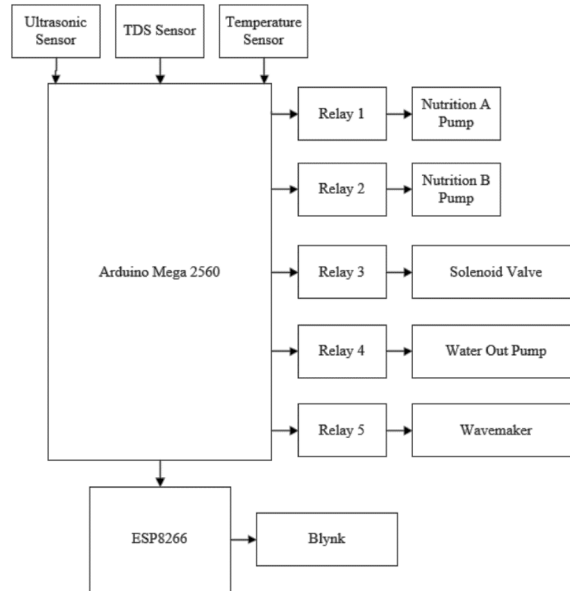 Ultrasonic
Sensor
TDS Sensor
Temperature
Sensor
Relay 1
Nutrition A
Pump
Relay 2
Nutrition B
Pump
Arduino Mega 2560
Relay 3
Solenoid Valve
Relay 4
Water Out Pump
Relay 5
Wavemaker
ESP8266
Blynk